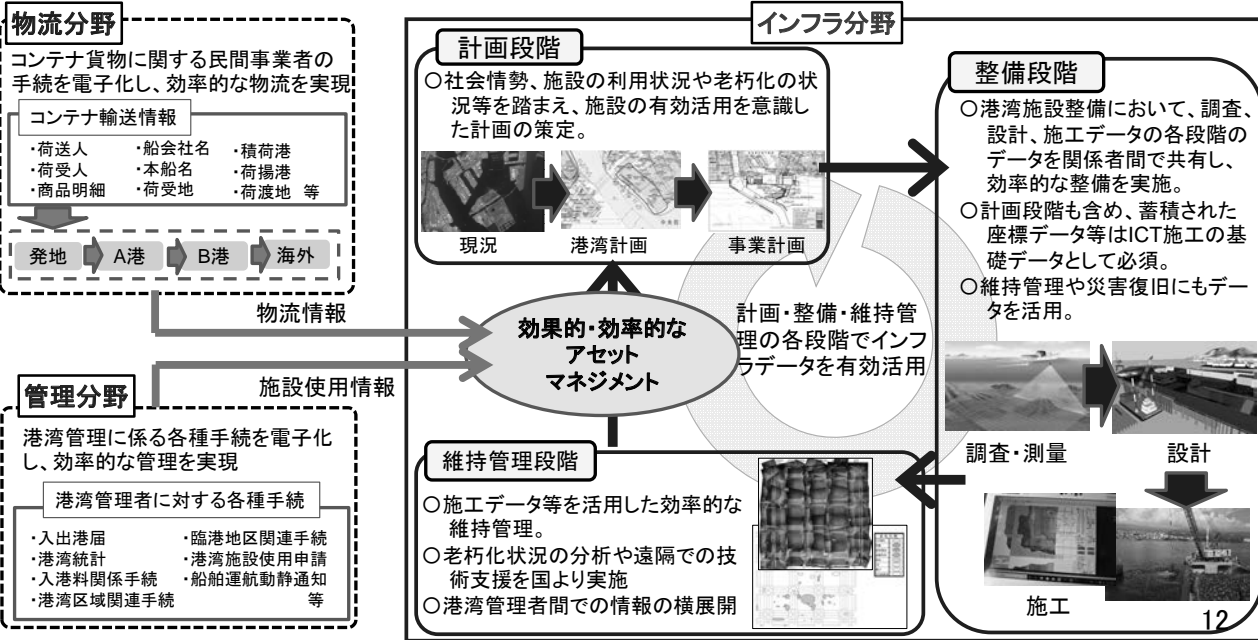 物流分野
コンテナ貨物に関する民間事業者の
手続を電子化し、効率的な物流を実現
コンテナ輸送情報
・荷送人
・荷受人
・商品明細
・船会社名
・本船名
・荷受地
・積荷港
・荷揚港
・荷渡地 等
発地
A港
B港
海外
物流情報
管理分野
施設使用情報
港湾管理に係る各種手続を電子化
し、効率的な管理を実現
港湾管理者に対する各種手続
・入出港届
・港湾統計
・入港料関係手続
・港湾区域関連手続
・臨港地区関連手続
・港湾施設使用申請
・船舶運航動静通知
等
インフラ分野
計画段階
○社会情勢、施設の利用状況や老朽化の状
況等を踏まえ、施設の有効活用を意識し
た計画の策定。
現況
港湾計画
事業計画
効果的・効率的な
アセット
マネジメント
計画・整備・維持管
理の各段階でインフ
ラデータを有効活用
整備段階
○港湾施設整備において、調査、
設計、施工データの各段階の
データを関係者間で共有し、
効率的な整備を実施。
○計画段階も含め、蓄積された
座標データ等はICT施工の基
礎データとして必須。
○維持管理や災害復旧にもデー
タを活用。
調査・測量
設計
施工
維持管理段階
○施工データ等を活用した効率的な
維持管理。
○老朽化状況の分析や遠隔での技
術支援を国より実施
○港湾管理者間での情報の横展開
12